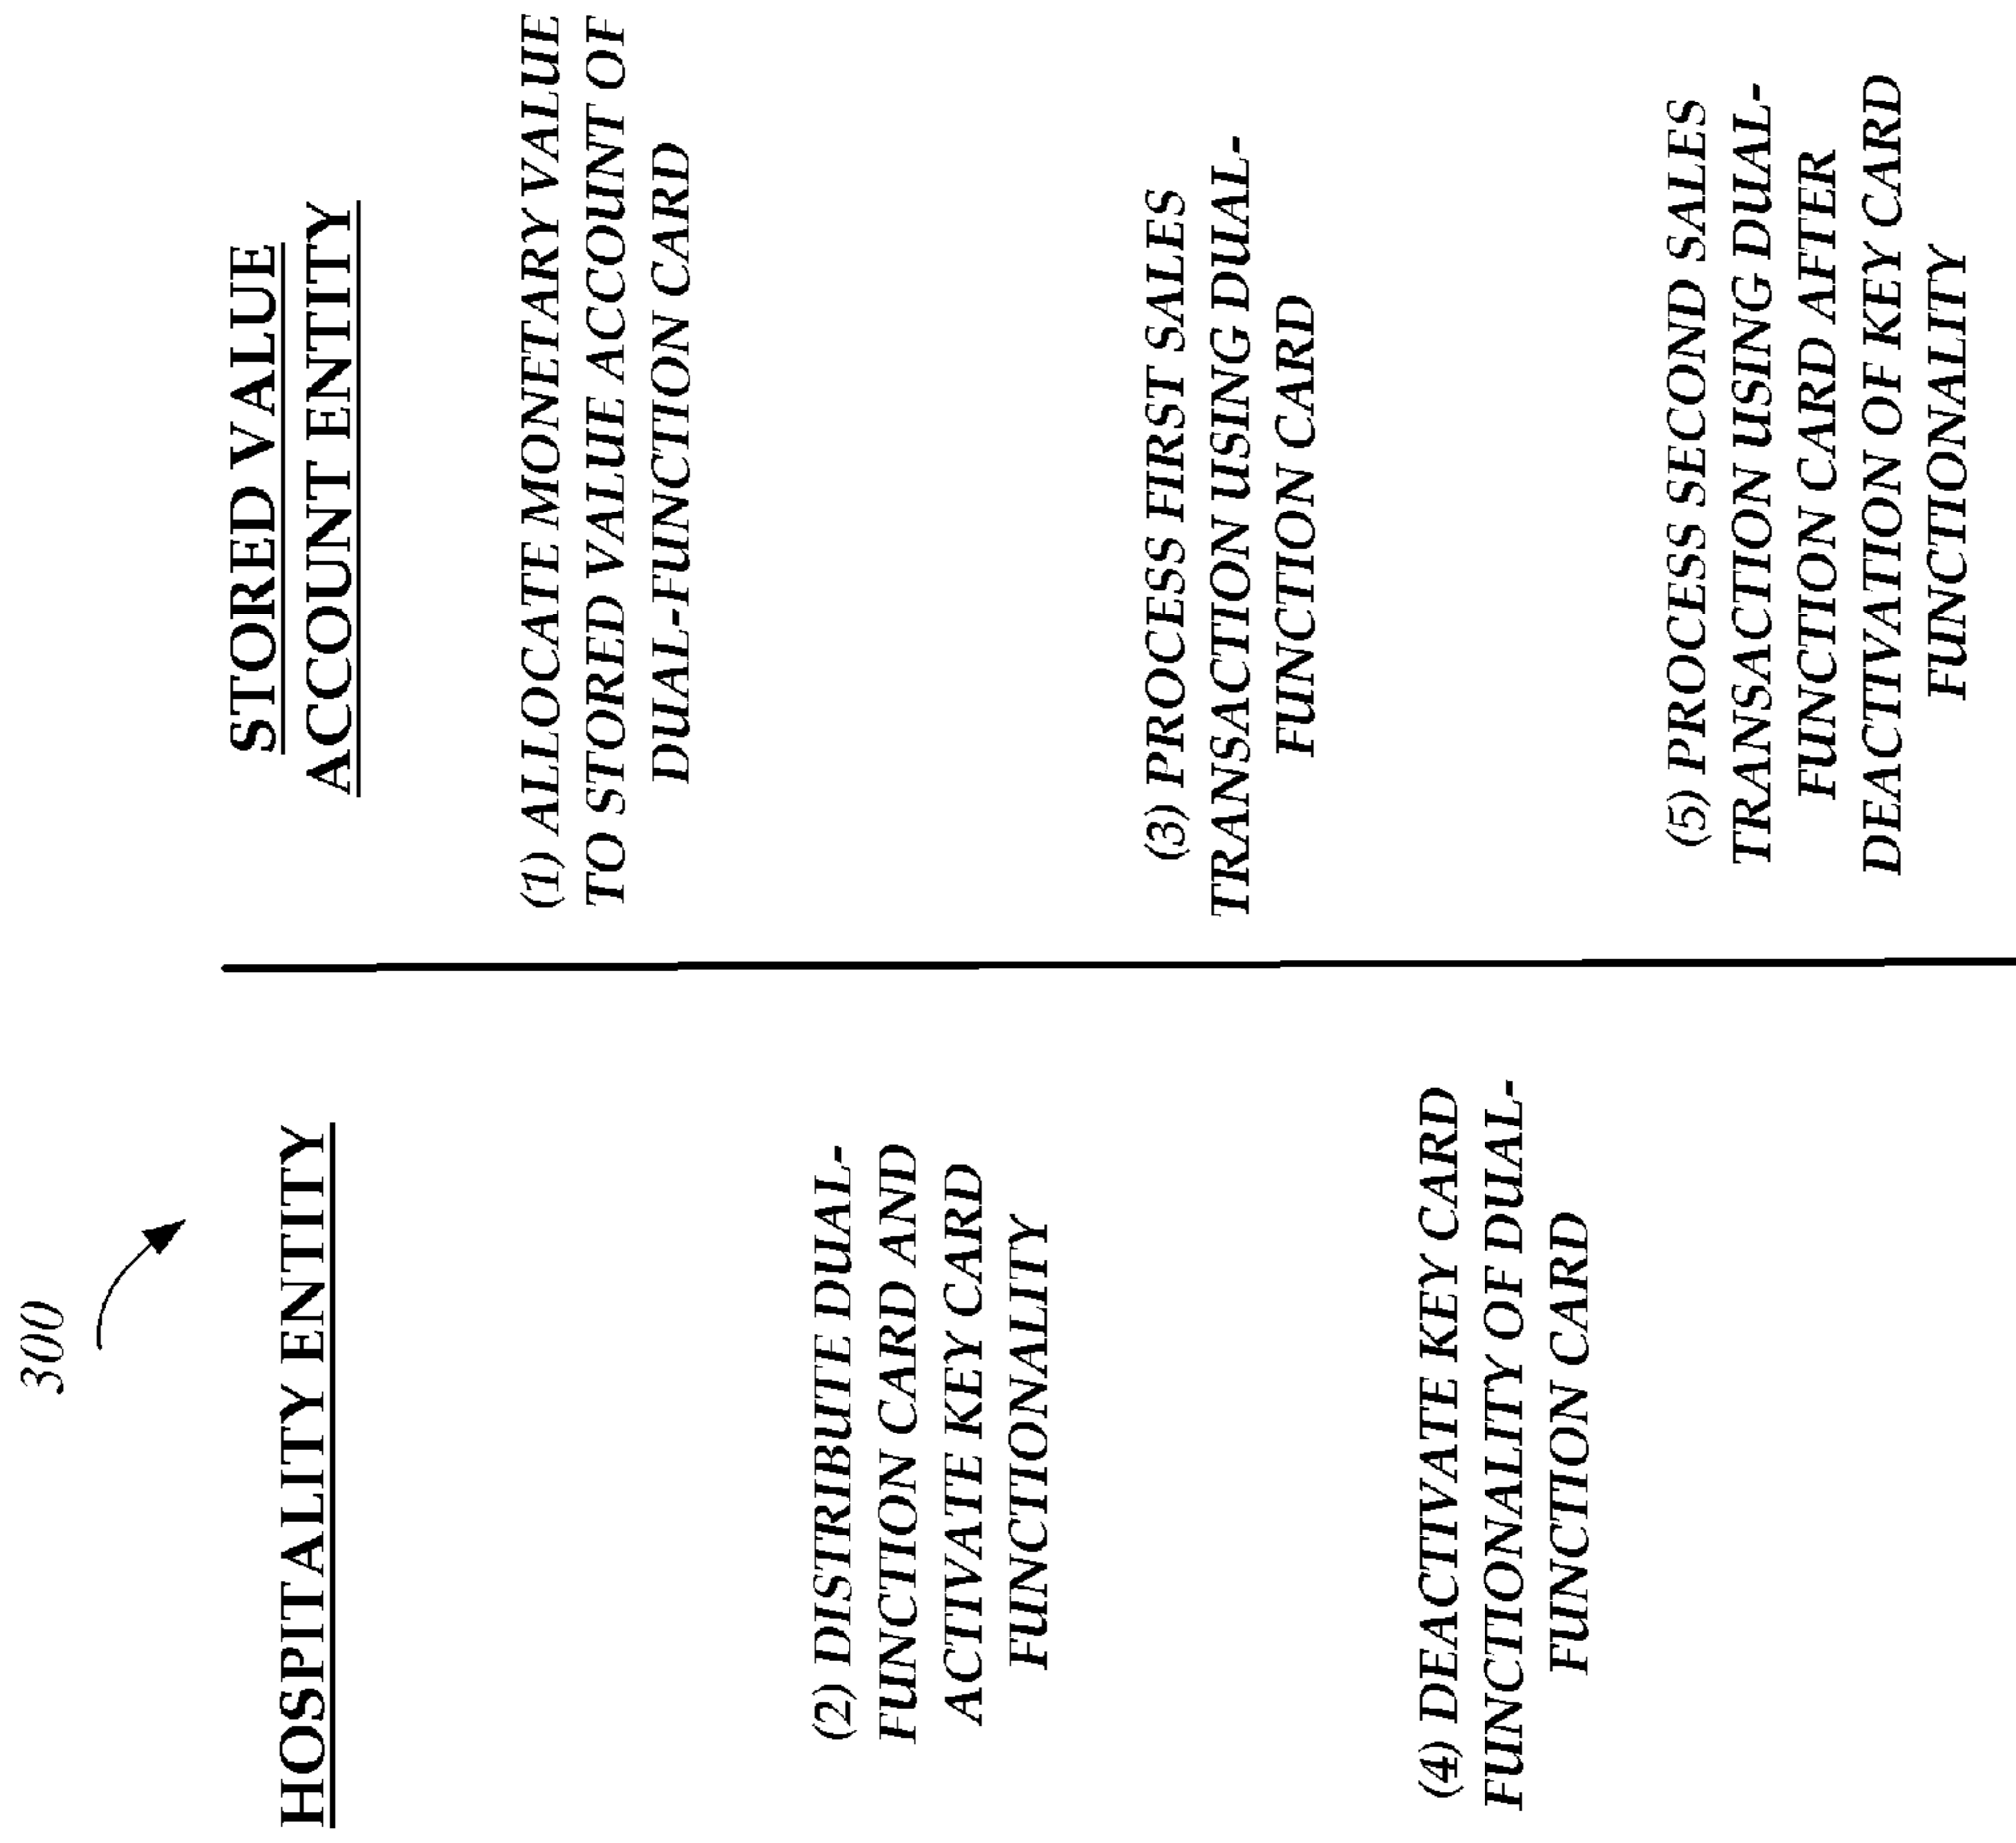 300
HOSPITALITY ENTITY
STORED VALUE
ACCOUNT ENTITY
(1) ALLOCATE MONETARY VALUE
TO STORED VALUE ACCOUNT OF
DUAL-FUNCTION CARD
(2) DISTRIBUTE DUAL-
FUNCTION CARD AND
ACTIVATE KEY CARD
FUNCTIONALITY
(3) PROCESS FIRST SALES
TRANSACTION USING DUAL-
FUNCTION CARD
(4) DEACTIVATE KEY CARD
FUNCTIONALITY OF DUAL-
FUNCTION CARD
(5) PROCESS SECOND SALES
TRANSACTION USING DUAL-
FUNCTION CARD AFTER
DEACTIVATION OF KEY CARD
FUNCTIONALITY